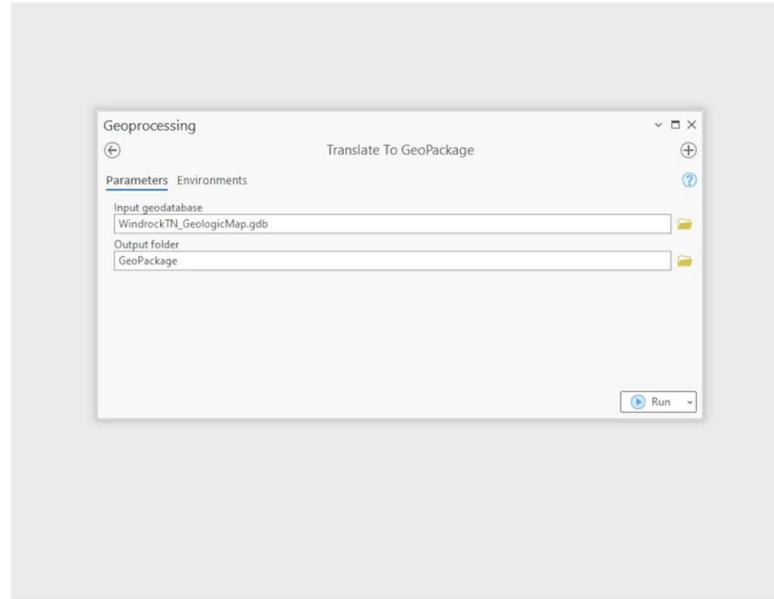 Geoprocessing
Translate To GeoPackage
Parameters Environments
Input geodatabase
WindrockTN_GeologicMap.gdb
Output folder
GeoPackage
Run